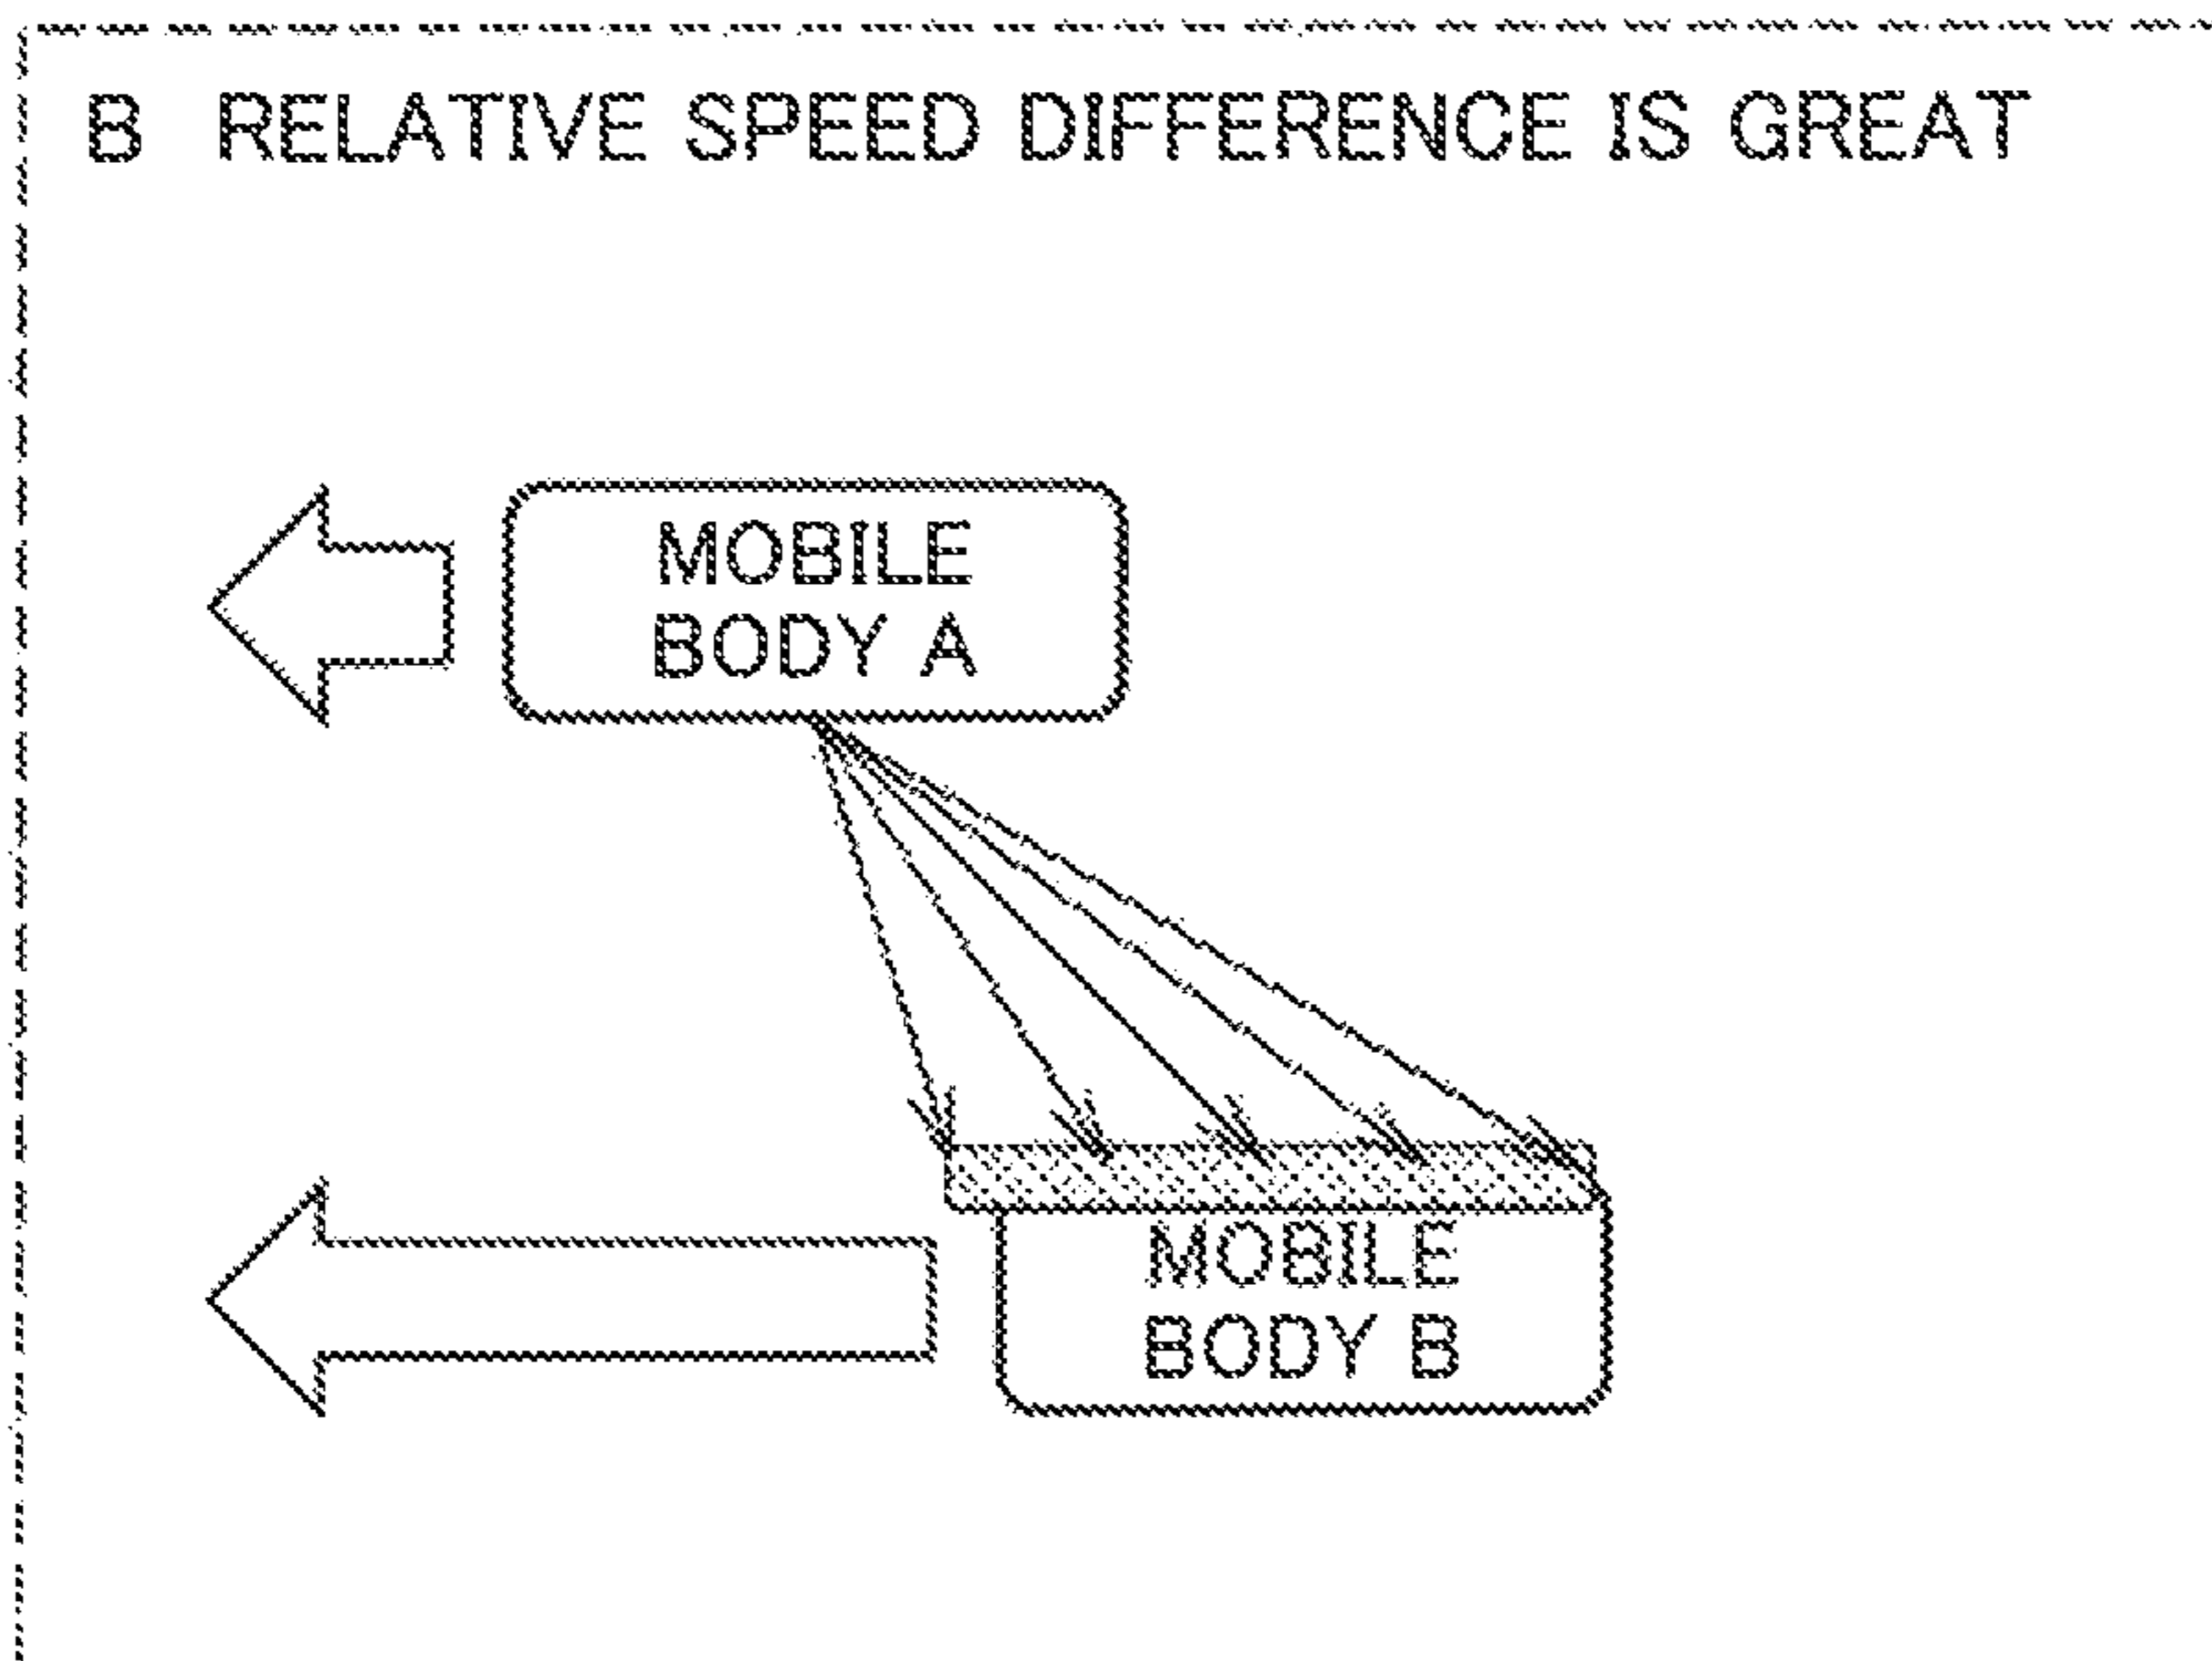 B RELATIVE SPEED DIFFERENCE IS GREAT
MOBILE
BODY A
MOBILE
BODY B